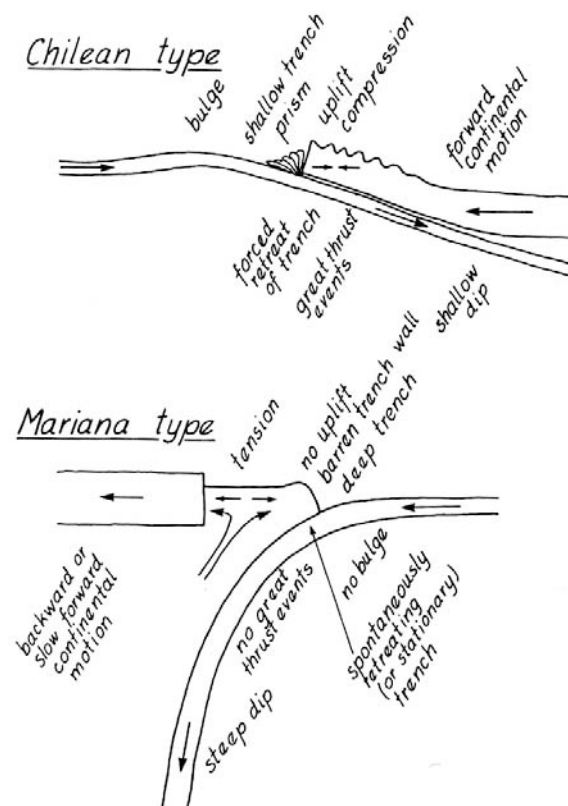 Chilean type
bulge
shallow trench
prism
uplift
compression
forward
continental
motion
forced
retreat
of trench
great thrust
events
shallow
dip
Mariana type
tension
no uplift
barren trench wall
deep trench
backward or
slow forward
continental
motion
no great
thrust events
no bulge
spontaneously
retreating
(or stationary)
trench
steep dip